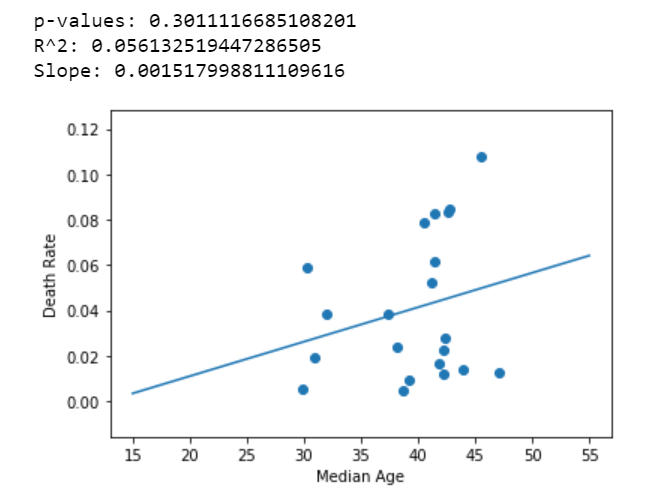 p-values: 0.3011116685108201
R^2: 0.056132519447286505
Slope: 0.001517998811109616
0.12
0.10
0.08
0.06
0.04
0.02
0.00
Death Rate
15 20 25 30 35 40 45 50 55
Median Age